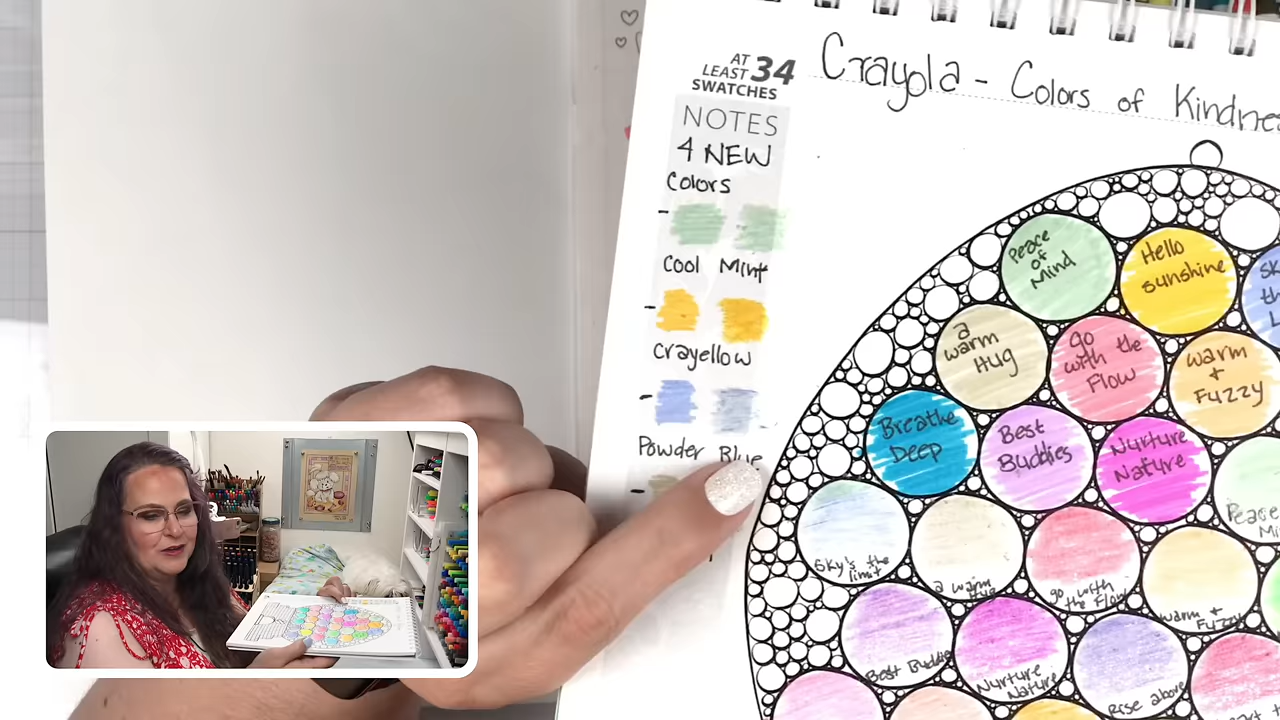 AT
LEAST 34
SWATCHES
NOTES
4 NEW
Colors
Cool Mint
Crayellow
Powder Blue
Crayola - Colors of
Peace
of
Mind
Hello
sunshine
a
warm
Hug
go
with the
Flow
warm
+
Fuzzy
Breathe
Deep
Best
Buddies
Nurture
Nature
Peace
Sky's the
limit
a warm
go with
the Flow
warm +
Fuzzy
Best Buddies
Nurture
Nature
Rise above